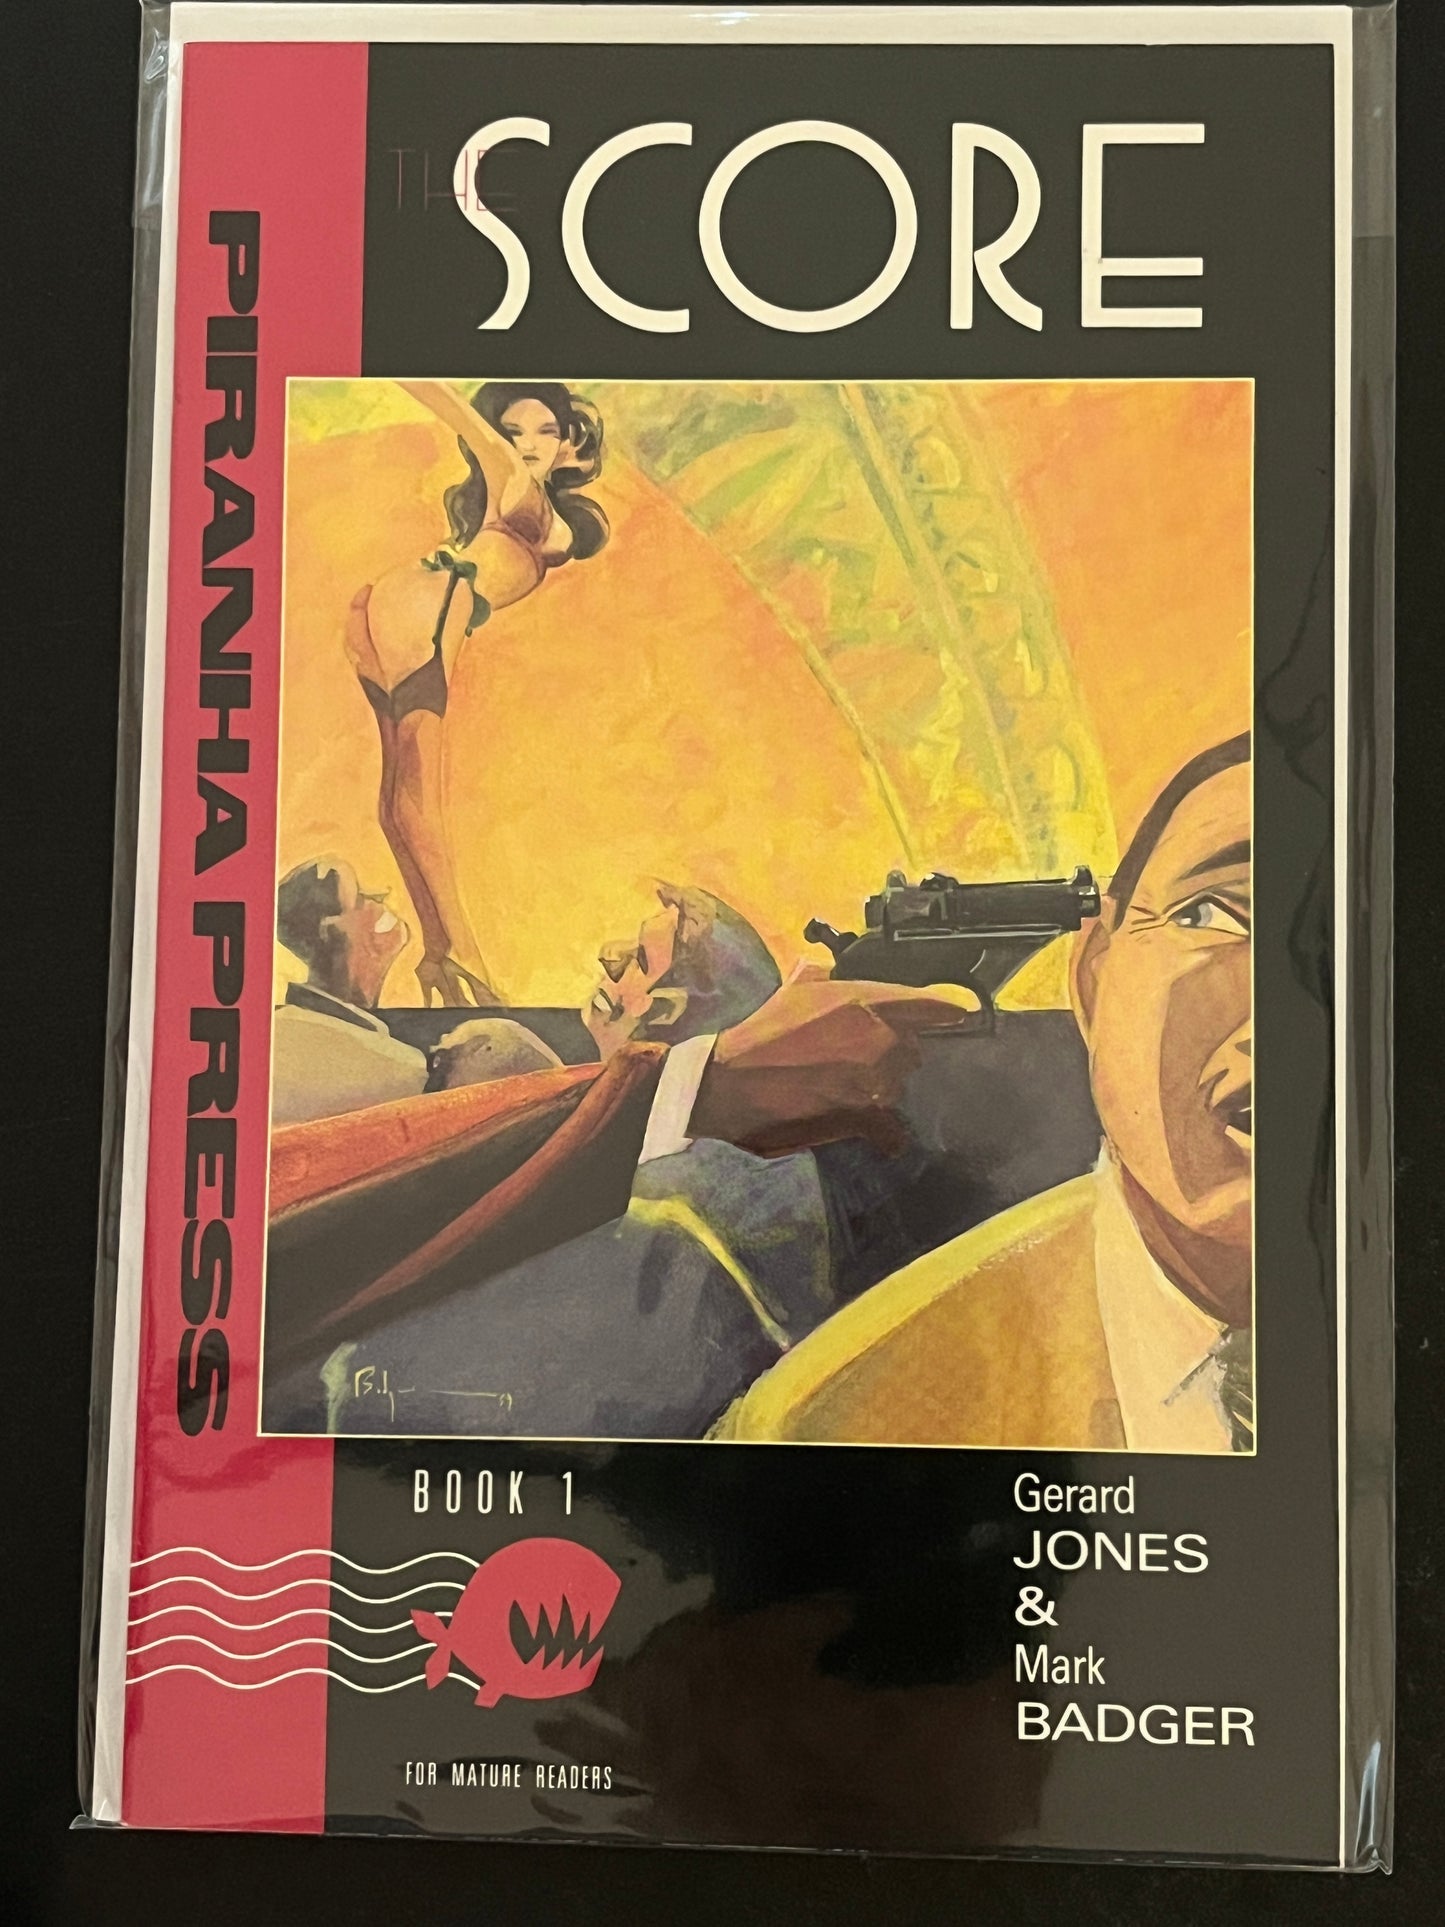 THE
SCORE
PIRANHA PRESS
BOOK 1
Gerard
JONES
&
Mark
BADGER
FOR MATURE READERS